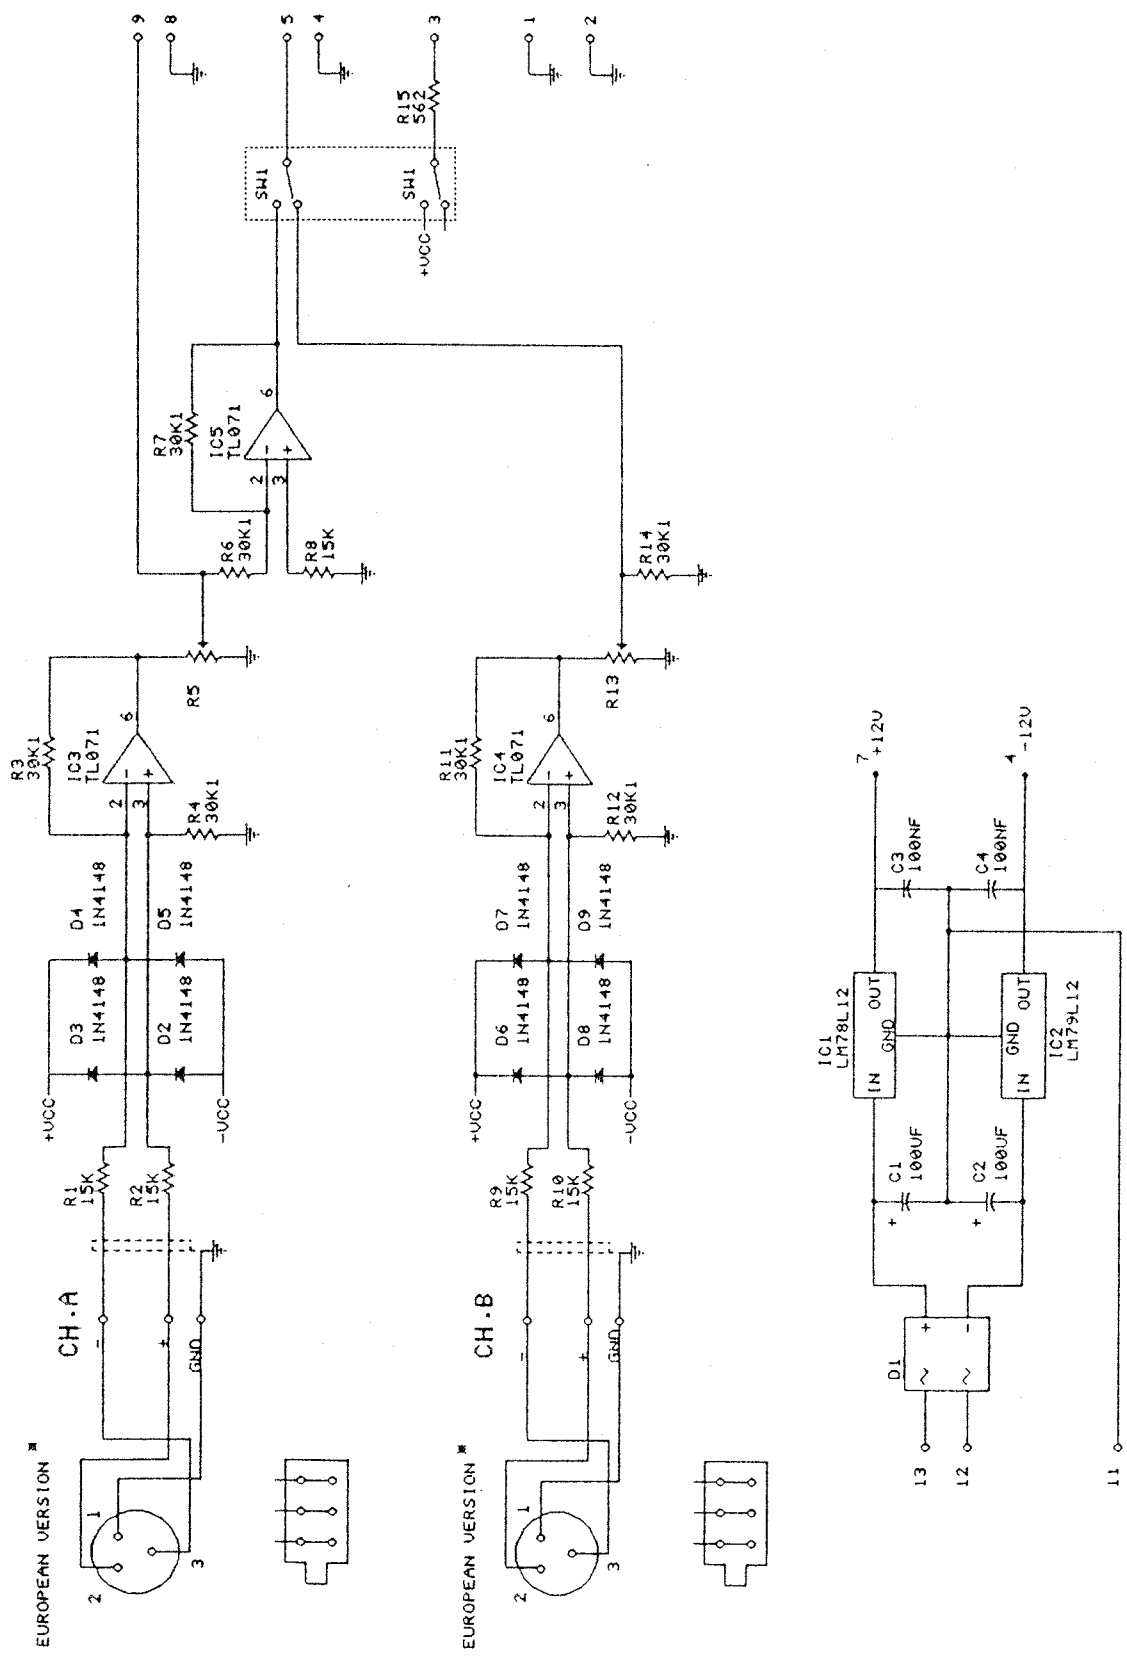 EUROPEAN VERSION *
2
1
3
CH.A
-
±
GND
R1
15K
R2
15K
+VCC
-VCC
D3
1N4148
D4
1N4148
D2
1N4148
D5
1N4148
R3
30K1
IC3
TL071
2
3
6
-
+
R4
30K1
R5
R6
30K1
R8
15K
R7
30K1
IC5
TL071
2
3
6
-
+
SW1
SW1
+VCC
R15
562
9
8
5
4
3
1
2
EUROPEAN VERSION *
2
1
3
CH.B
-
±
GND
R9
15K
R10
15K
+VCC
-VCC
D6
1N4148
D7
1N4148
D8
1N4148
D9
1N4148
R11
30K1
IC4
TL071
2
3
6
-
+
R12
30K1
R13
R14
30K1
13
12
11
D1
~
~
+
-
+
C1
100UF
+
C2
100UF
IC1
LM78L12
IN
GND
OUT
IC2
LM79L12
IN
GND
OUT
C3
100NF
C4
100NF
7
+12V
4
-12V